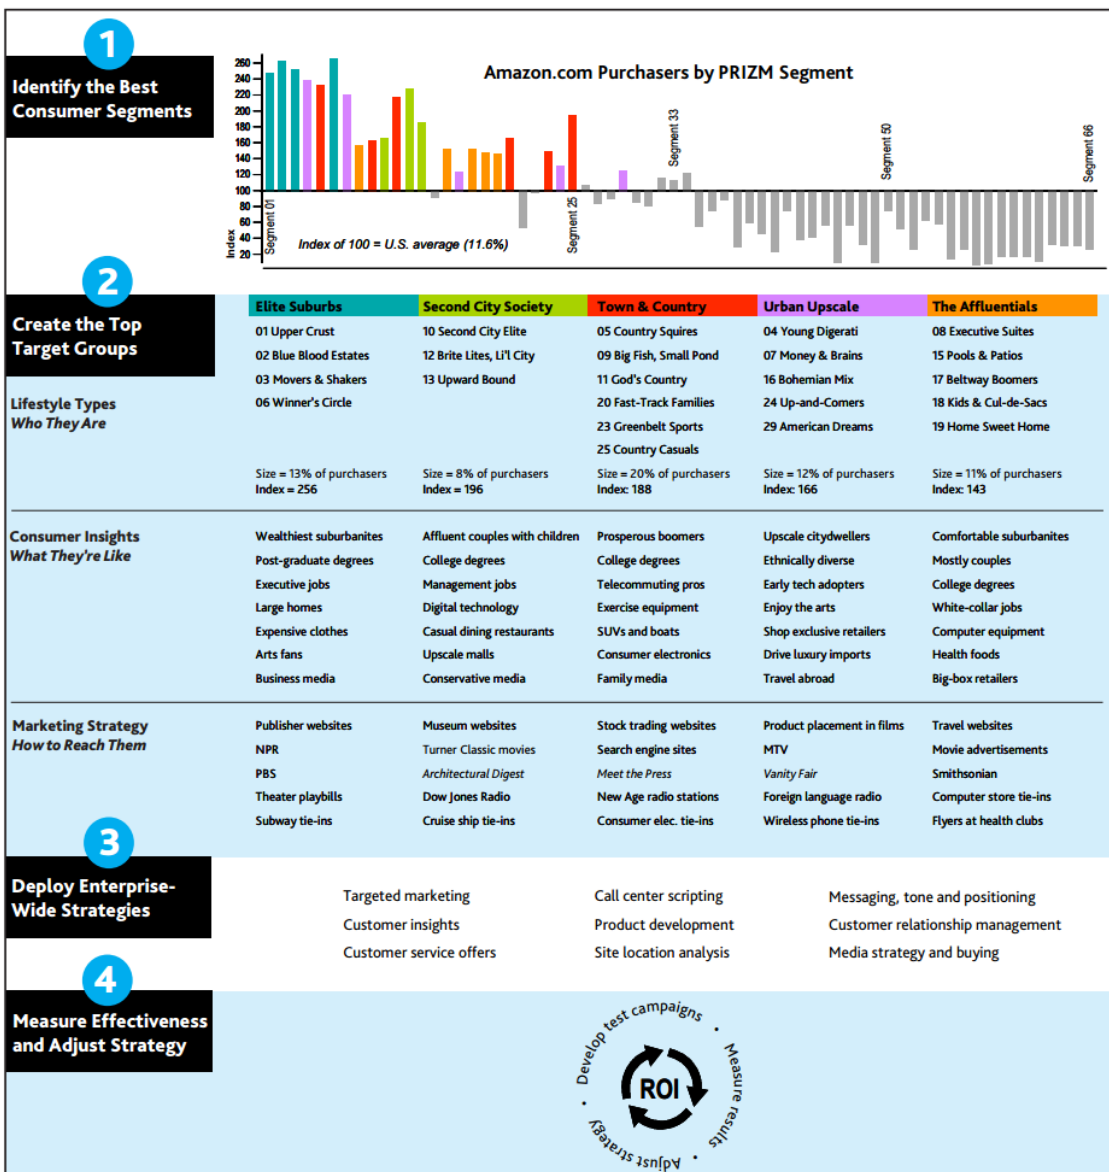 1
Identify the Best
Consumer Segments
Amazon.com Purchasers by PRIZM Segment
260
240
220
200
180
160
140
120
100
80
60
40
20
Index
Segment 01
Segment 25
Segment 33
Segment 50
Segment 66
Index of 100 = U.S. average (11.6%)
2
Create the Top
Target Groups
Elite Suburbs Second City Society Town & Country Urban Upscale The Affluentials
01 Upper Crust 10 Second City Elite 05 Country Squires 04 Young Digerati 08 Executive Suites
02 Blue Blood Estates 12 Brite Lites, Li'l City 09 Big Fish, Small Pond 07 Money & Brains 15 Pools & Patios
03 Movers & Shakers 13 Upward Bound 11 God's Country 16 Bohemian Mix 17 Beltway Boomers
Lifestyle Types 06 Winner's Circle 20 Fast-Track Families 24 Up-and-Comers 18 Kids & Cul-de-Sacs
Who They Are 23 Greenbelt Sports 29 American Dreams 19 Home Sweet Home
25 Country Casuals
Size = 13% of purchasers Size = 8% of purchasers Size = 20% of purchasers Size = 12% of purchasers Size = 11% of purchasers
Index = 256 Index = 196 Index: 188 Index: 166 Index: 143
Consumer Insights Wealthiest suburbanites Affluent couples with children Prosperous boomers Upscale citydwellers Comfortable suburbanites
What They're Like Post-graduate degrees College degrees College degrees Ethnically diverse Mostly couples
Executive jobs Management jobs Telecommuting pros Early tech adopters College degrees
Large homes Digital technology Exercise equipment Enjoy the arts White-collar jobs
Expensive clothes Casual dining restaurants SUVs and boats Shop exclusive retailers Computer equipment
Arts fans Upscale malls Consumer electronics Drive luxury imports Health foods
Business media Conservative media Family media Travel abroad Big-box retailers
Marketing Strategy Publisher websites Museum websites Stock trading websites Product placement in films Travel websites
How to Reach Them NPR Turner Classic movies Search engine sites MTV Movie advertisements
PBS Architectural Digest Meet the Press Vanity Fair Smithsonian
Theater playbills Dow Jones Radio New Age radio stations Foreign language radio Computer store tie-ins
Subway tie-ins Cruise ship tie-ins Consumer elec. tie-ins Wireless phone tie-ins Flyers at health clubs
3
Deploy Enterprise-
Wide Strategies
Targeted marketing Call center scripting Messaging, tone and positioning
Customer insights Product development Customer relationship management
Customer service offers Site location analysis Media strategy and buying
4
Measure Effectiveness
and Adjust Strategy
Develop test campaigns • Measure results • Adjust strategy •
ROI